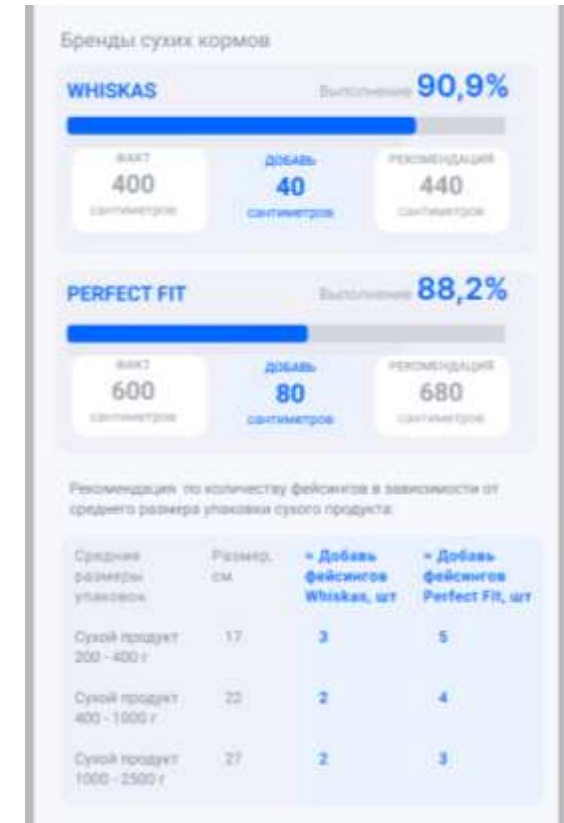 Бренды сухих кормов
WHISKAS
Выполнение 90,9%
ФАКТ
400
сантиметров
ДОБАВЬ
40
сантиметров
РЕКОМЕНДАЦИЯ
440
сантиметров
PERFECT FIT
Выполнение 88,2%
ФАКТ
600
сантиметров
ДОБАВЬ
80
сантиметров
РЕКОМЕНДАЦИЯ
680
сантиметров
Рекомендация по количеству фейсингов в зависимости от
среднего размера упаковки сухого продукта:
Средние
размеры
упаковок
Размер,
см
+ Добавь
фейсингов
Whiskas, шт
+ Добавь
фейсингов
Perfect Fit, шт
Сухой продукт
200 - 400 г
17
3
5
Сухой продукт
400 - 1000 г
22
2
4
Сухой продукт
1000 - 2500 г
27
2
3